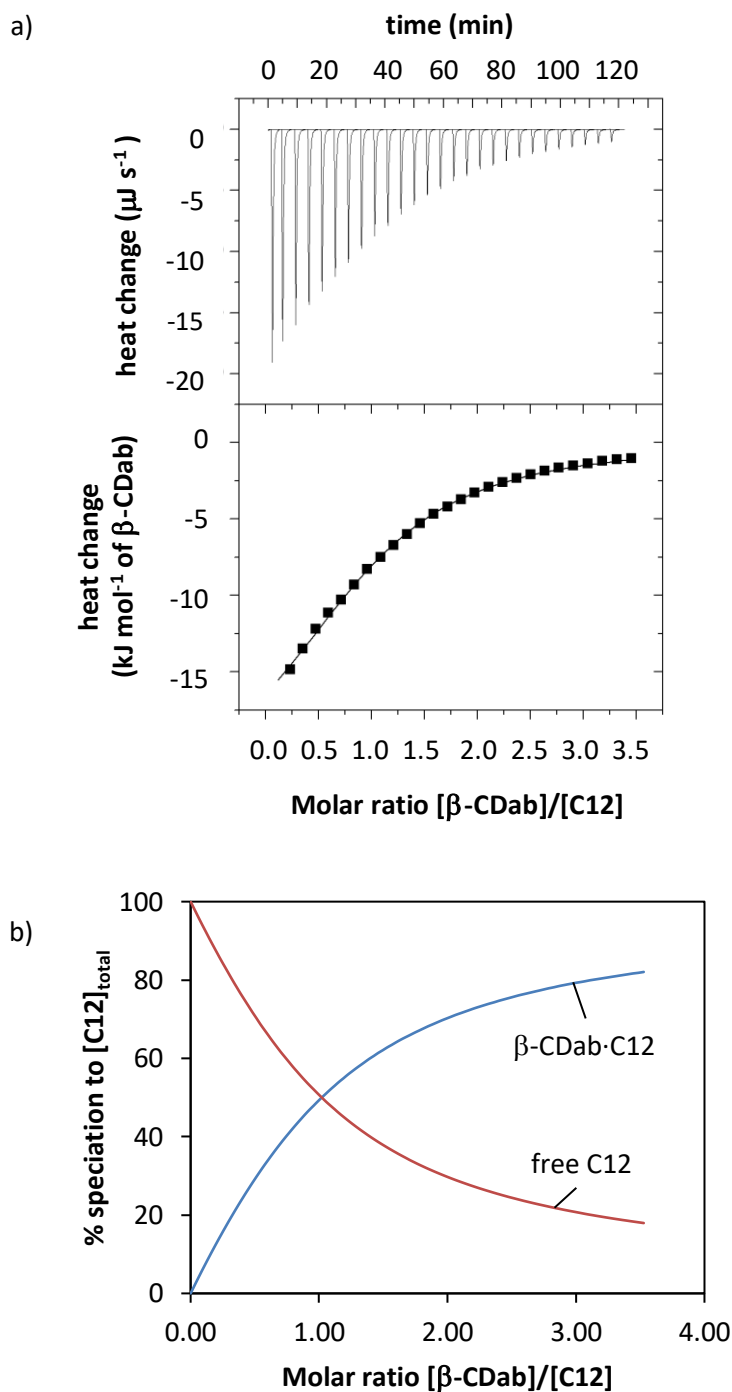 a)
time (min)
0 20 40 60 80 100 120
heat change (μJ s⁻¹)
0
-5
-10
-15
-20
heat change
(kJ mol⁻¹ of β-CDab)
0
-5
-10
-15
0.0 0.5 1.0 1.5 2.0 2.5 3.0 3.5
Molar ratio [β-CDab]/[C12]
b)
% speciation to [C12]total
100
80
60
40
20
0
β-CDab·C12
free C12
0.00 1.00 2.00 3.00 4.00
Molar ratio [β-CDab]/[C12]